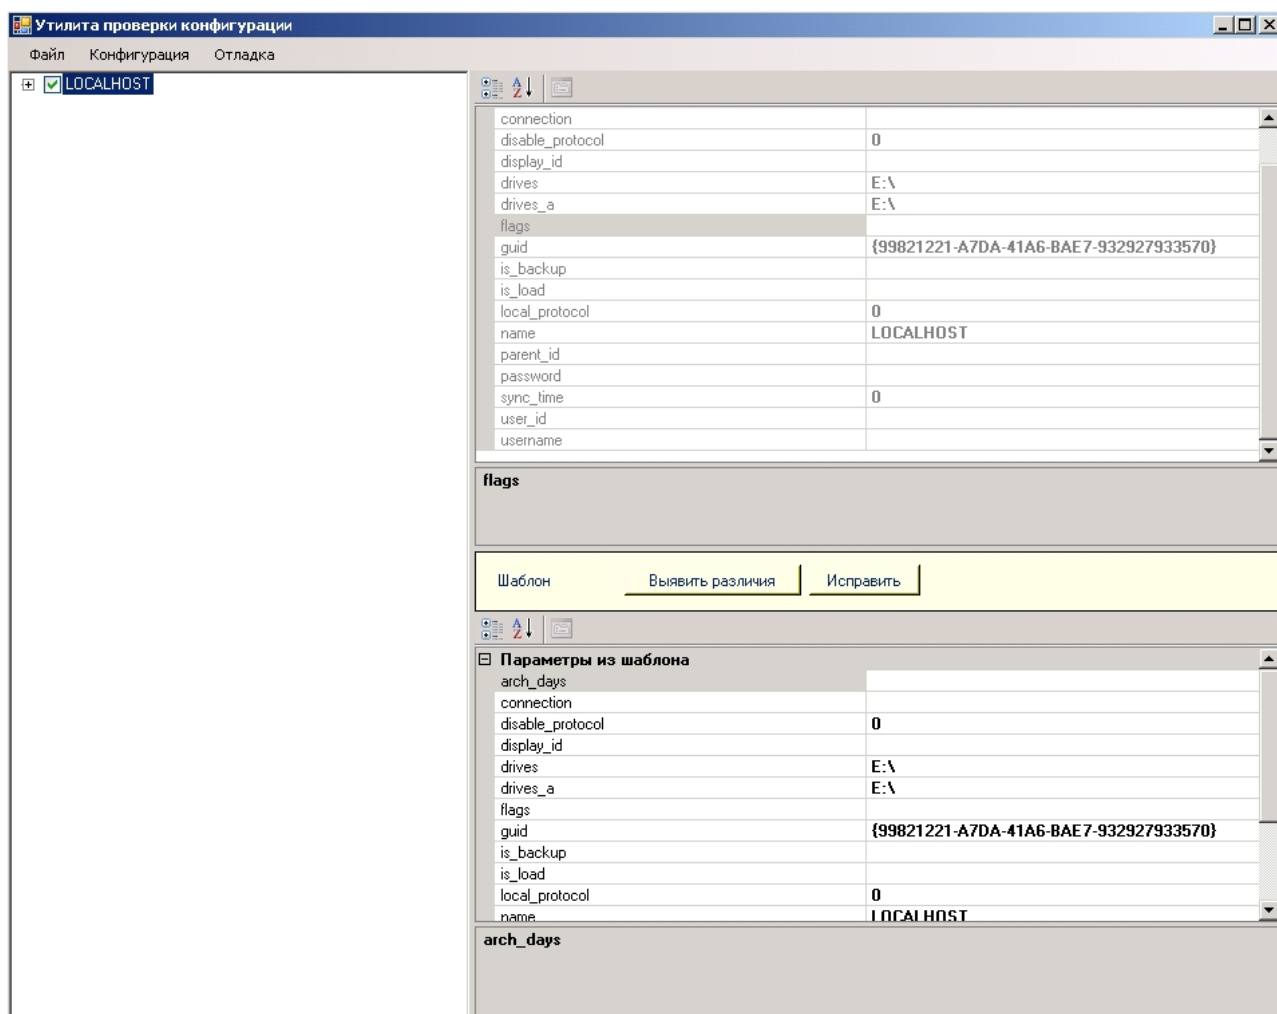 Утилита проверки конфигурации
Файл Конфигурация Отладка
LOCALHOST
connection
disable_protocol 0
display_id
drives E:\
drives_a E:\
flags
guid {99821221-A7DA-41A6-BAE7-932927933570}
is_backup
is_load
local_protocol 0
name LOCALHOST
parent_id
password
sync_time 0
user_id
username
flags
Шаблон Выявить различия Исправить
Параметры из шаблона
arch_days
connection
disable_protocol 0
display_id
drives E:\
drives_a E:\
flags
guid {99821221-A7DA-41A6-BAE7-932927933570}
is_backup
is_load
local_protocol 0
name LOCALHOST
arch_days